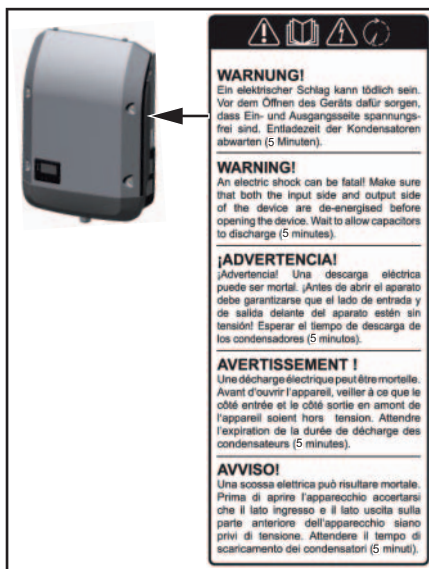 WARNUNG!
Ein elektrischer Schlag kann tödlich sein.
Vor dem Öffnen des Geräts dafür sorgen,
dass Ein- und Ausgangsseite spannungs-
frei sind. Entladezeit der Kondensatoren
abwarten (5 Minuten).
WARNING!
An electric shock can be fatal! Make sure
that both the input side and output side
of the device are de-energised before
opening the device. Wait to allow capacitors
to discharge (5 minutes).
¡ADVERTENCIA!
¡Advertencia! Una descarga eléctrica
puede ser mortal. ¡Antes de abrir el aparato
debe garantizarse que el lado de entrada y
de salida delante del aparato estén sin
tensión! Esperar el tiempo de descarga de
los condensadores (5 minutos).
AVERTISSEMENT !
Une décharge électrique peut être mortelle.
Avant d'ouvrir l'appareil, veiller à ce que le
côté entrée et le côté sortie en amont de
l'appareil soient hors tension. Attendre
l'expiration de la durée de décharge des
condensateurs (5 minutes).
AVVISO!
Una scossa elettrica può risultare mortale.
Prima di aprire l'apparecchio accertarsi
che il lato ingresso e il lato uscita sulla
parte anteriore dell'apparecchio siano
privi di tensione. Attendere il tempo di
scaricamento dei condensatori (5 minuti).